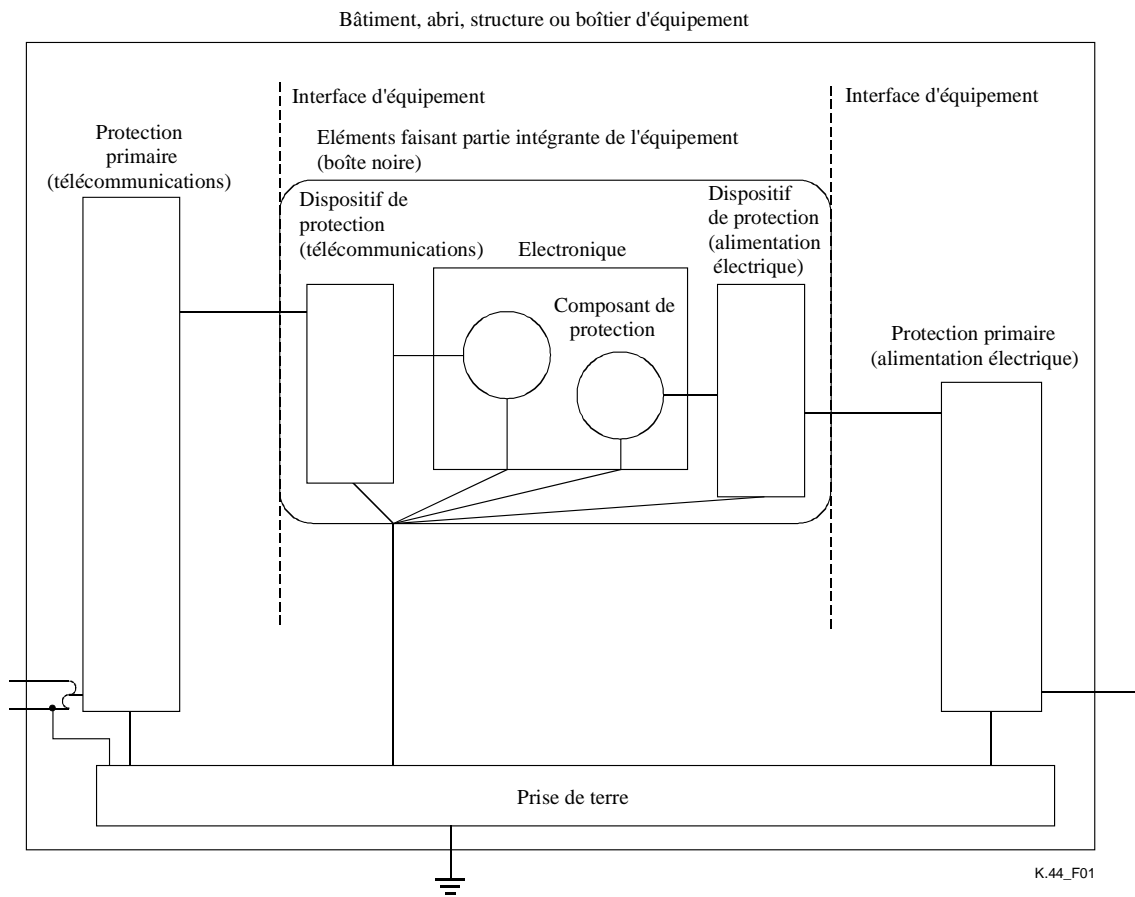 Bâtiment, abri, structure ou boîtier d'équipement
Interface d'équipement
Interface d'équipement
Protection
primaire
(télécommunications)
Eléments faisant partie intégrante de l'équipement
(boîte noire)
Dispositif de
protection
(télécommunications)
Electronique
Dispositif
de protection
(alimentation
électrique)
Composant de
protection
Protection primaire
(alimentation électrique)
Prise de terre
K.44_F01